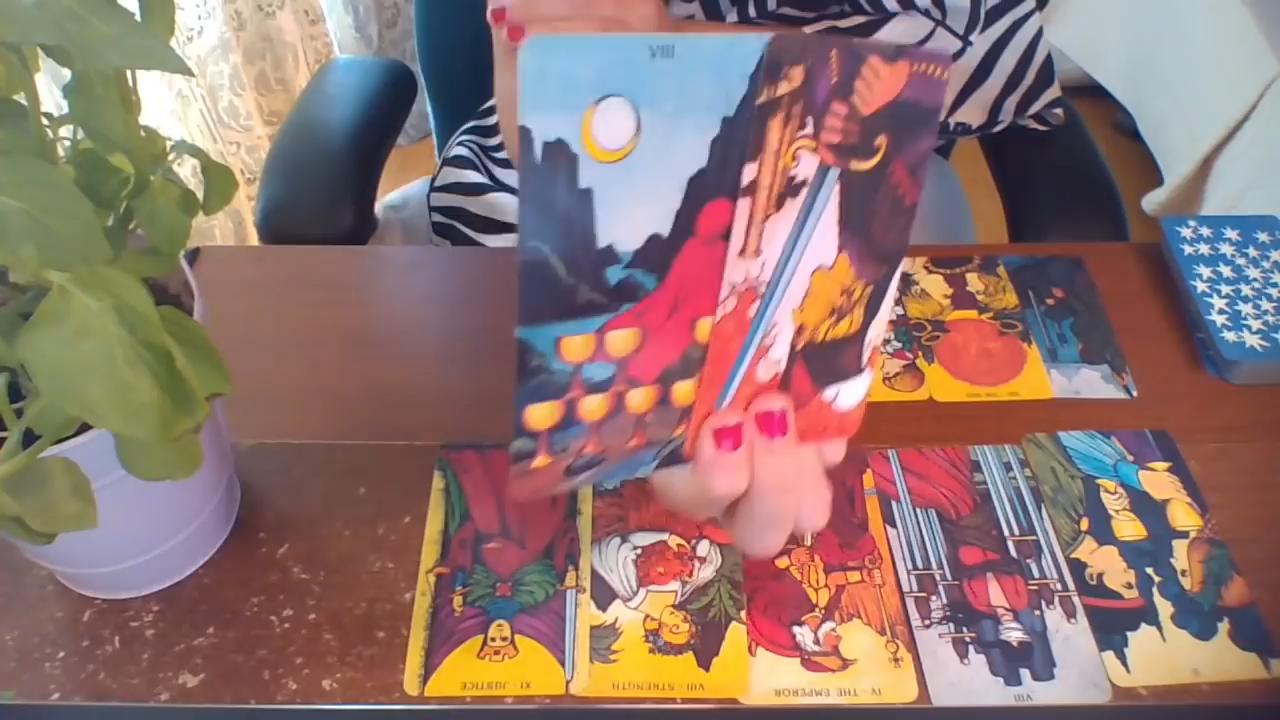 VIII
XI · JUSTICE
VIII · STRENGTH
IV · THE EMPEROR
VIII